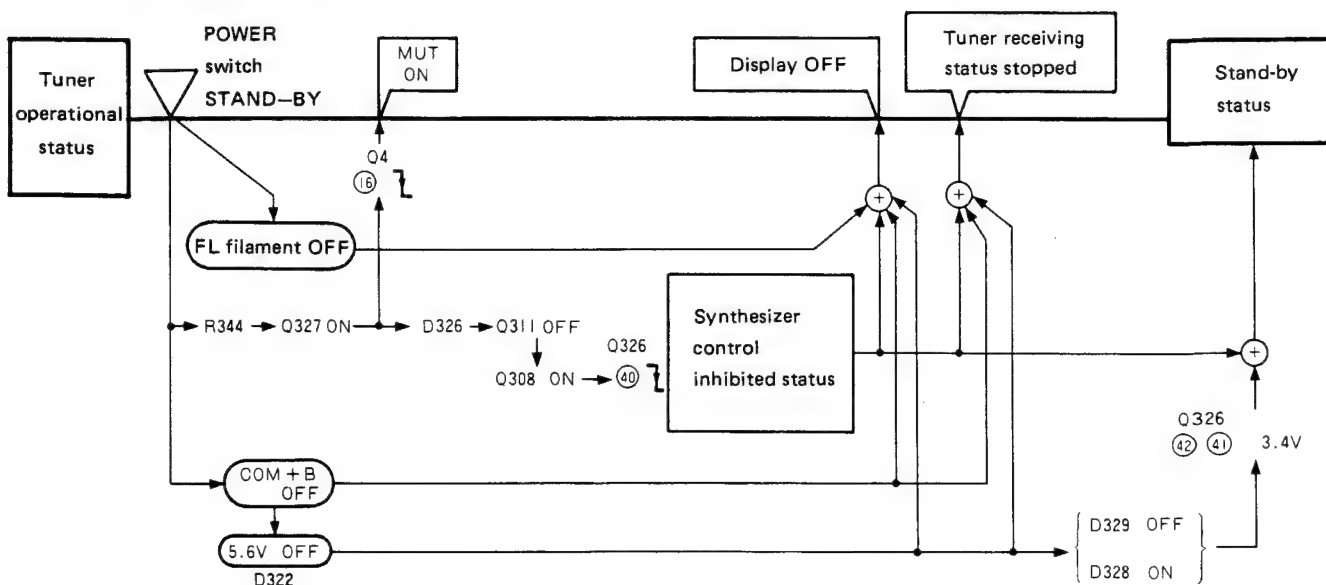 Tuner
operational
status
POWER
switch
STAND–BY
MUT
ON
Display OFF
Tuner receiving
status stopped
Stand-by
status
Q4
16
FL filament OFF
R344
Q327 ON
D326
Q311 OFF
Q308 ON
Q326
40
Synthesizer
control
inhibited status
+
+
+
COM + B
OFF
5.6V OFF
D322
Q326
42 41 3.4V
D329 OFF
D328 ON